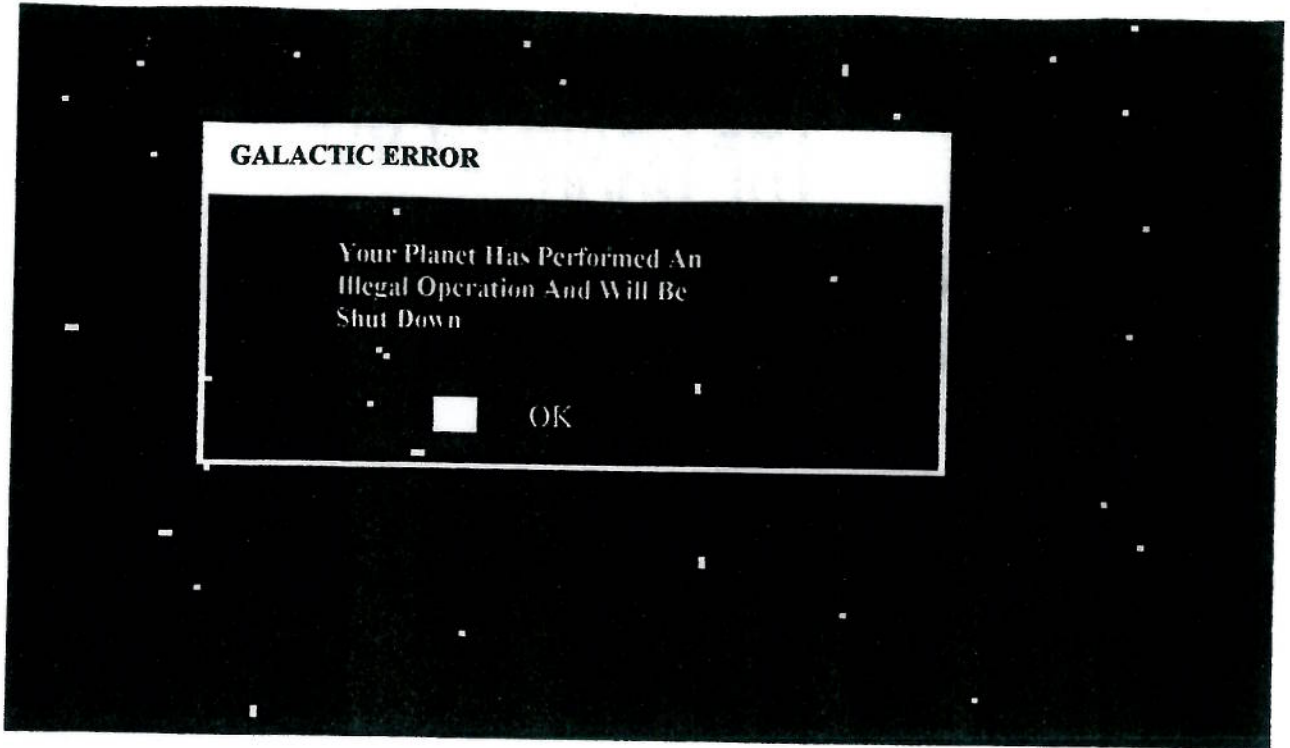 GALACTIC ERROR
Your Planet Has Performed An
Illegal Operation And Will Be
Shut Down
OK